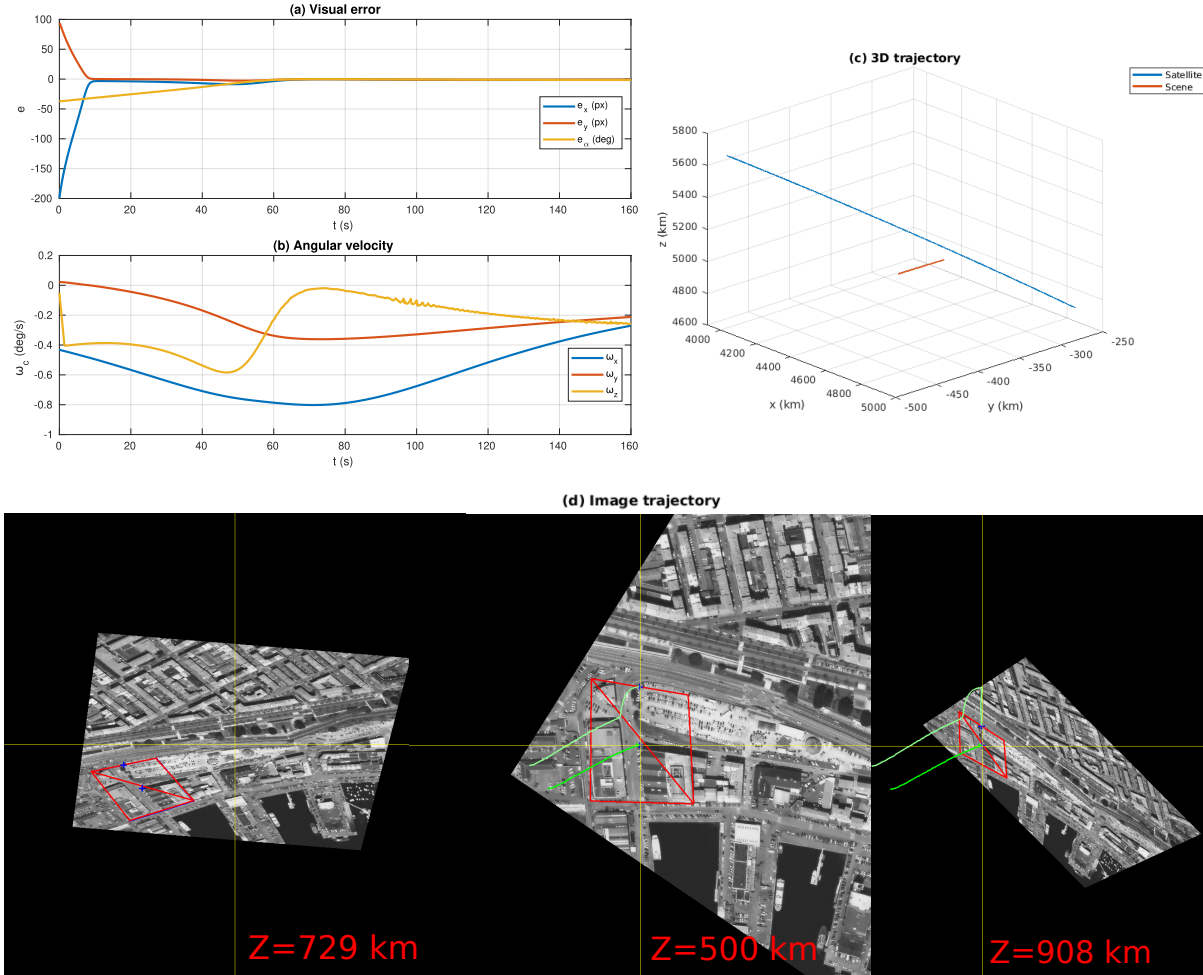 (a) Visual error
100
50
0
-50
-100
-150
-200
e
0 20 40 60 80 100 120 140 160
t (s)
e_x (px)
e_y (px)
e_α (deg)
(b) Angular velocity
0.2
0
-0.2
-0.4
-0.6
-0.8
-1
ω_c (deg/s)
0 20 40 60 80 100 120 140 160
t (s)
ω_x
ω_y
ω_z
(c) 3D trajectory
Satellite
Scene
5800
5600
5400
5200
5000
4800
4600
z (km)
4000
4200
4400
4600
4800
5000
x (km)
-500
-450
-400
-350
-300
-250
y (km)
(d) Image trajectory
Z=729 km
Z=500 km
Z=908 km